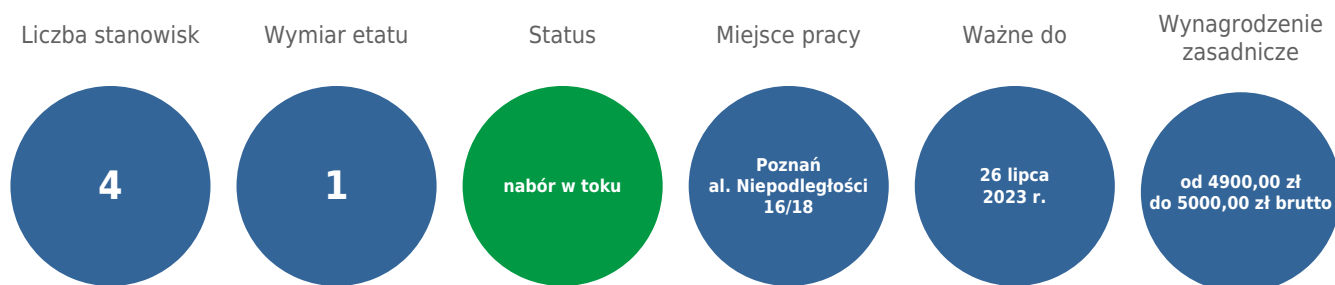 Liczba stanowisk
Wymiar etatu
Status
Miejsce pracy
Ważne do
Wynagrodzenie
zasadnicze
4
1
nabór w toku
Poznań
al. Niepodległości
16/18
26 lipca
2023 r.
od 4900,00 zł
do 5000,00 zł brutto